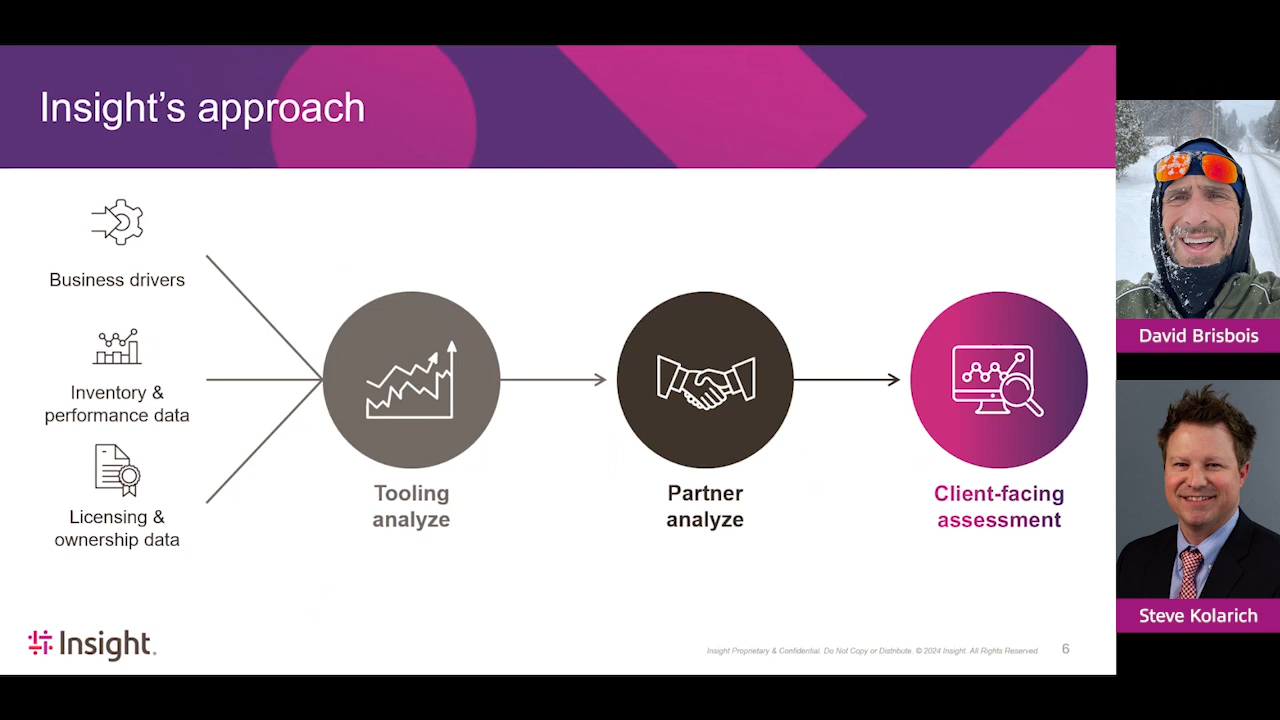 Insight's approach
Business drivers
Inventory &
performance data
Licensing &
ownership data
Tooling
analyze
Partner
analyze
Client-facing
assessment
David Brisbois
Steve Kolarich
Insight.
Insight Proprietary & Confidential. Do Not Copy or Distribute. © 2024 Insight. All Rights Reserved.
6